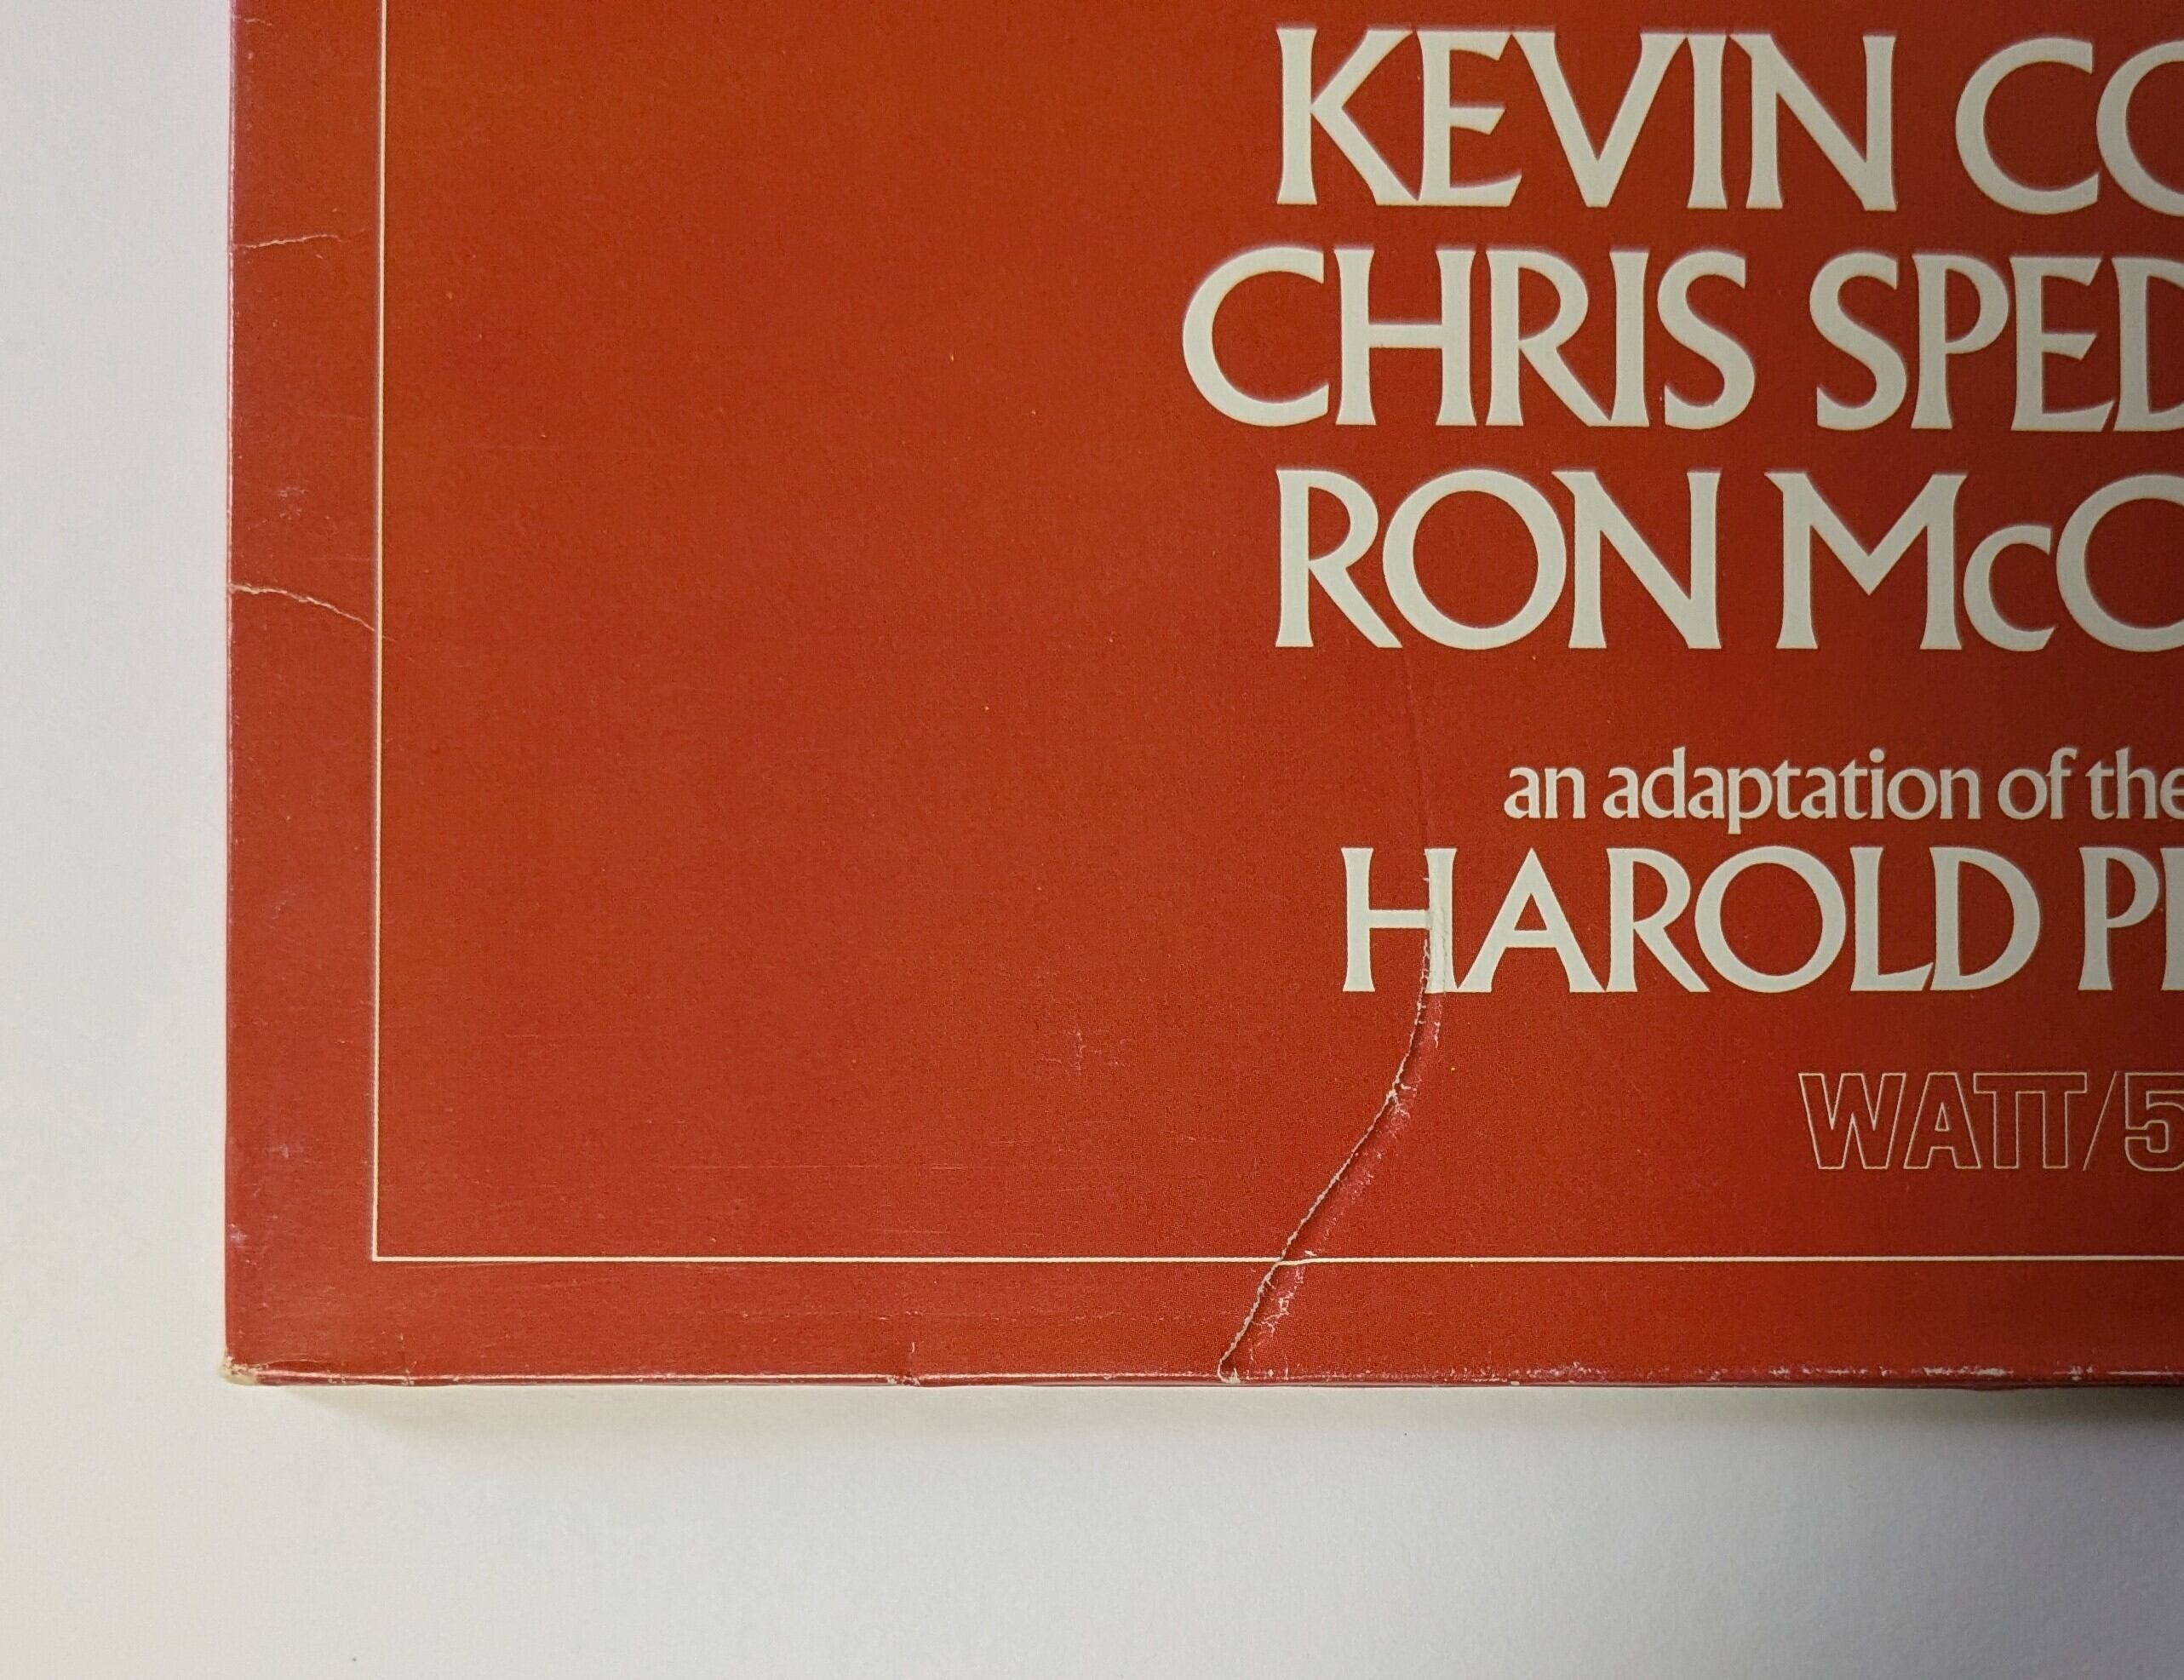 KEVIN CO
CHRIS SPED
RON McC
an adaptation of the
HAROLD PI
WATT/5